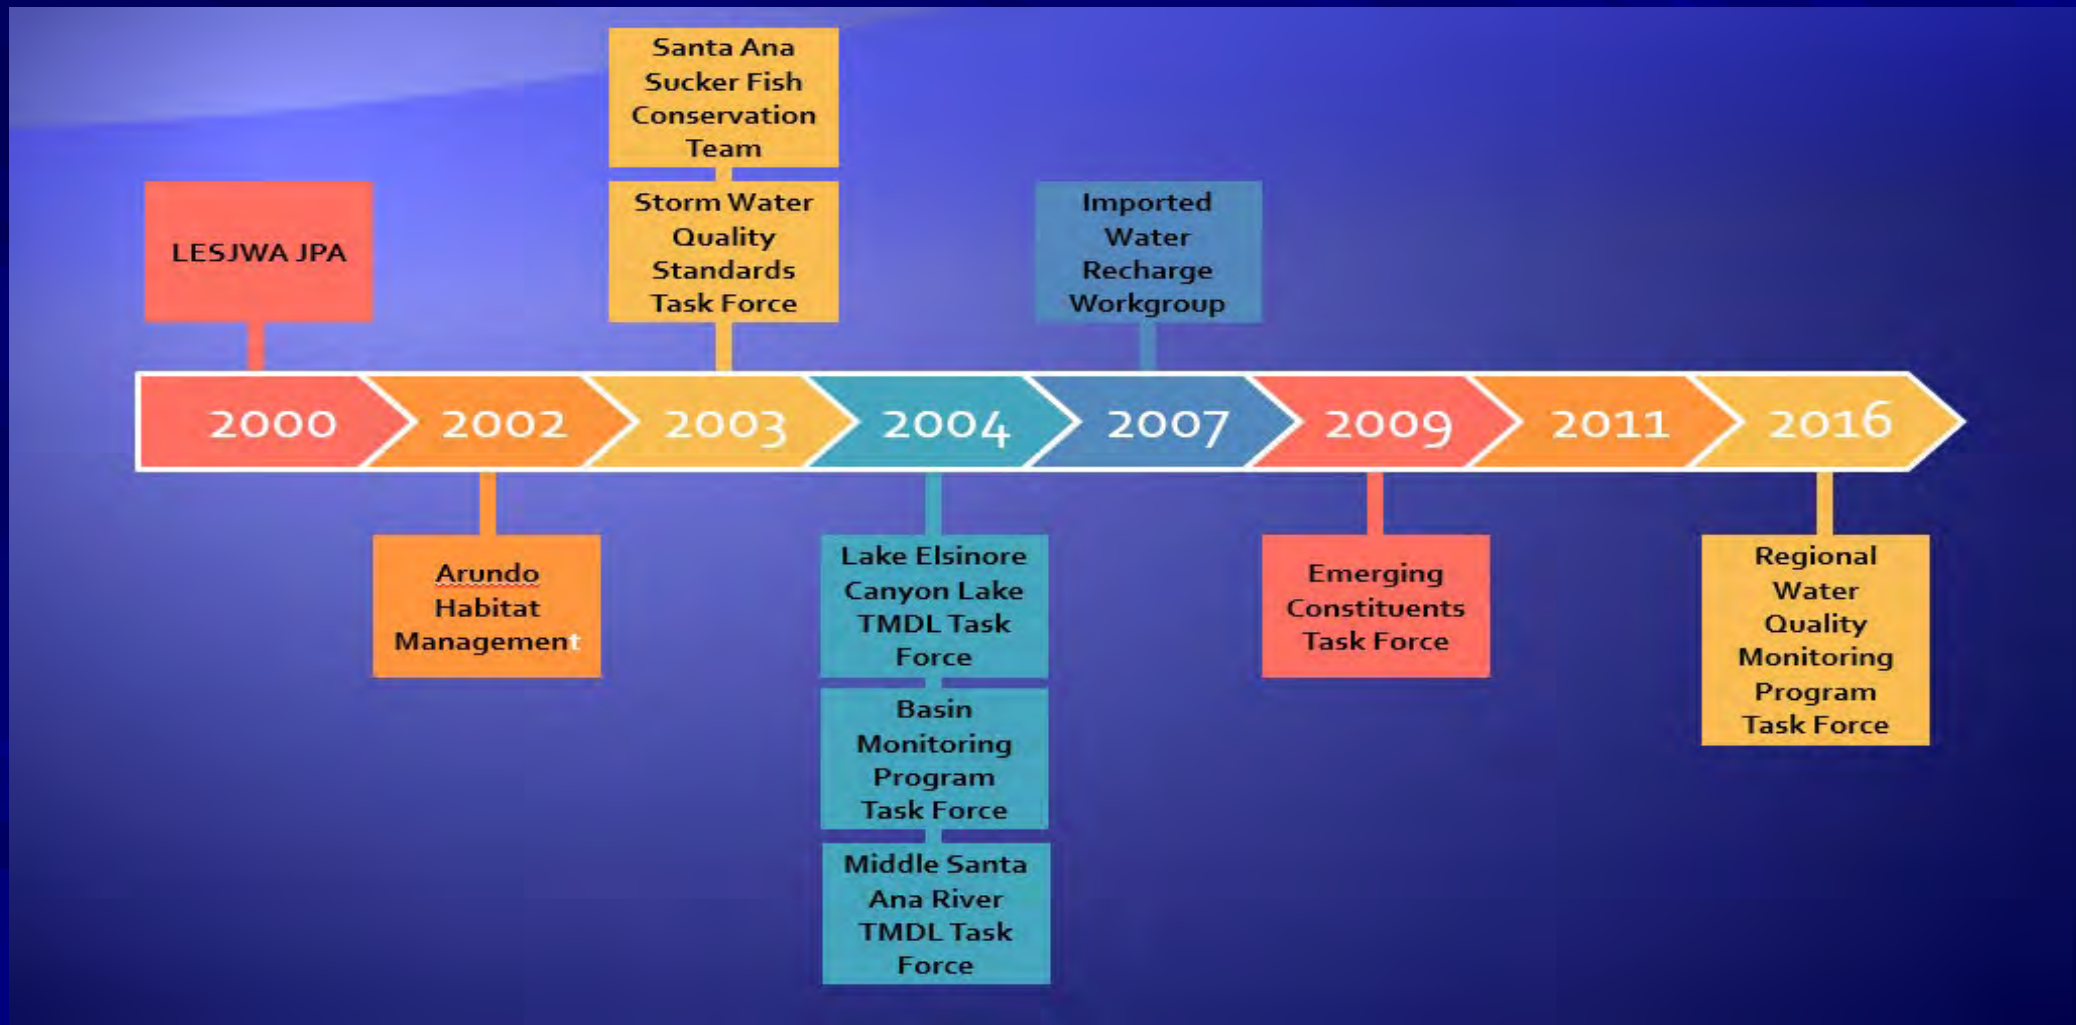 Santa Ana
Sucker Fish
Conservation
Team
LESJWA JPA
Storm Water
Quality
Standards
Task Force
Imported
Water
Recharge
Workgroup
2000
2002
2003
2004
2007
2009
2011
2016
Arundo
Habitat
Management
Lake Elsinore
Canyon Lake
TMDL Task
Force
Basin
Monitoring
Program
Task Force
Middle Santa
Ana River
TMDL Task
Force
Emerging
Constituents
Task Force
Regional
Water
Quality
Monitoring
Program
Task Force